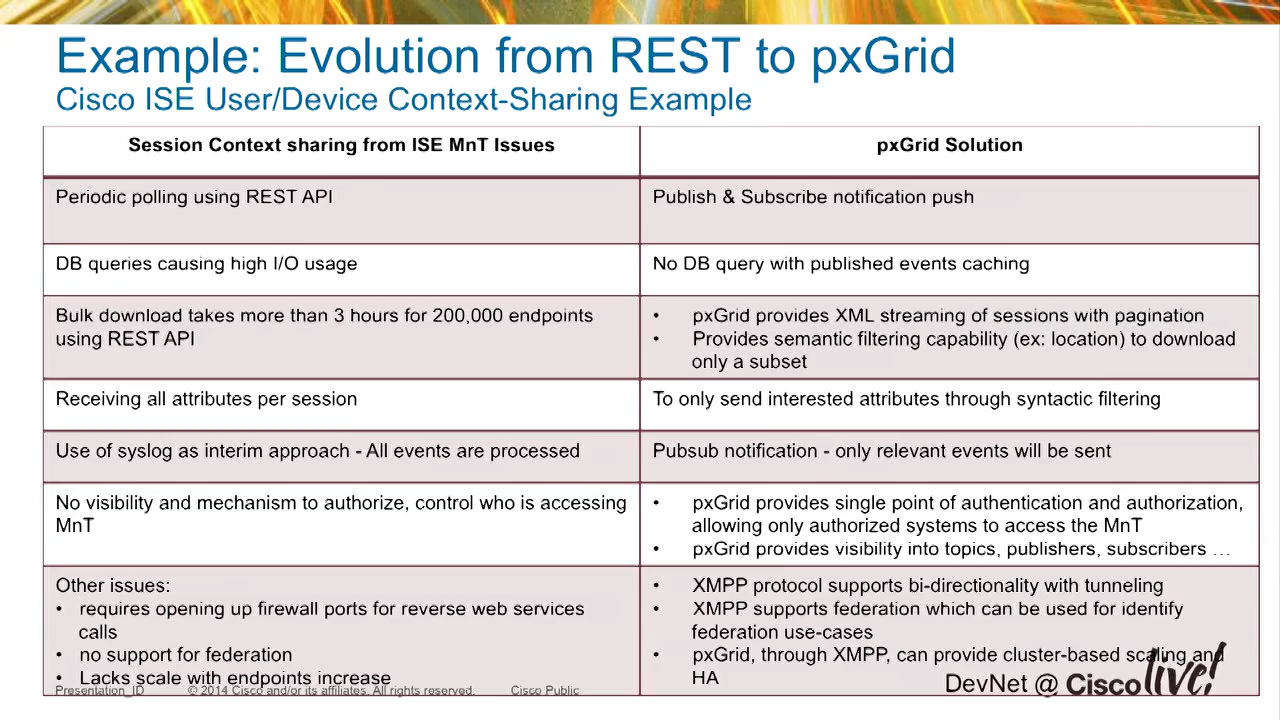 Example: Evolution from REST to pxGrid
Cisco ISE User/Device Context-Sharing Example
Session Context sharing from ISE MnT Issues
pxGrid Solution
Periodic polling using REST API
Publish & Subscribe notification push
DB queries causing high I/O usage
No DB query with published events caching
Bulk download takes more than 3 hours for 200,000 endpoints
using REST API
• pxGrid provides XML streaming of sessions with pagination
• Provides semantic filtering capability (ex: location) to download
only a subset
Receiving all attributes per session
To only send interested attributes through syntactic filtering
Use of syslog as interim approach - All events are processed
Pubsub notification - only relevant events will be sent
No visibility and mechanism to authorize, control who is accessing
MnT
• pxGrid provides single point of authentication and authorization,
allowing only authorized systems to access the MnT
• pxGrid provides visibility into topics, publishers, subscribers …
Other issues:
• requires opening up firewall ports for reverse web services
calls
• no support for federation
• Lacks scale with endpoints increase
• XMPP protocol supports bi-directionality with tunneling
• XMPP supports federation which can be used for identify
federation use-cases
• pxGrid, through XMPP, can provide cluster-based scaling and
HA
Presentation_ID
© 2014 Cisco and/or its affiliates. All rights reserved.
Cisco Public
DevNet @ Cisco live!